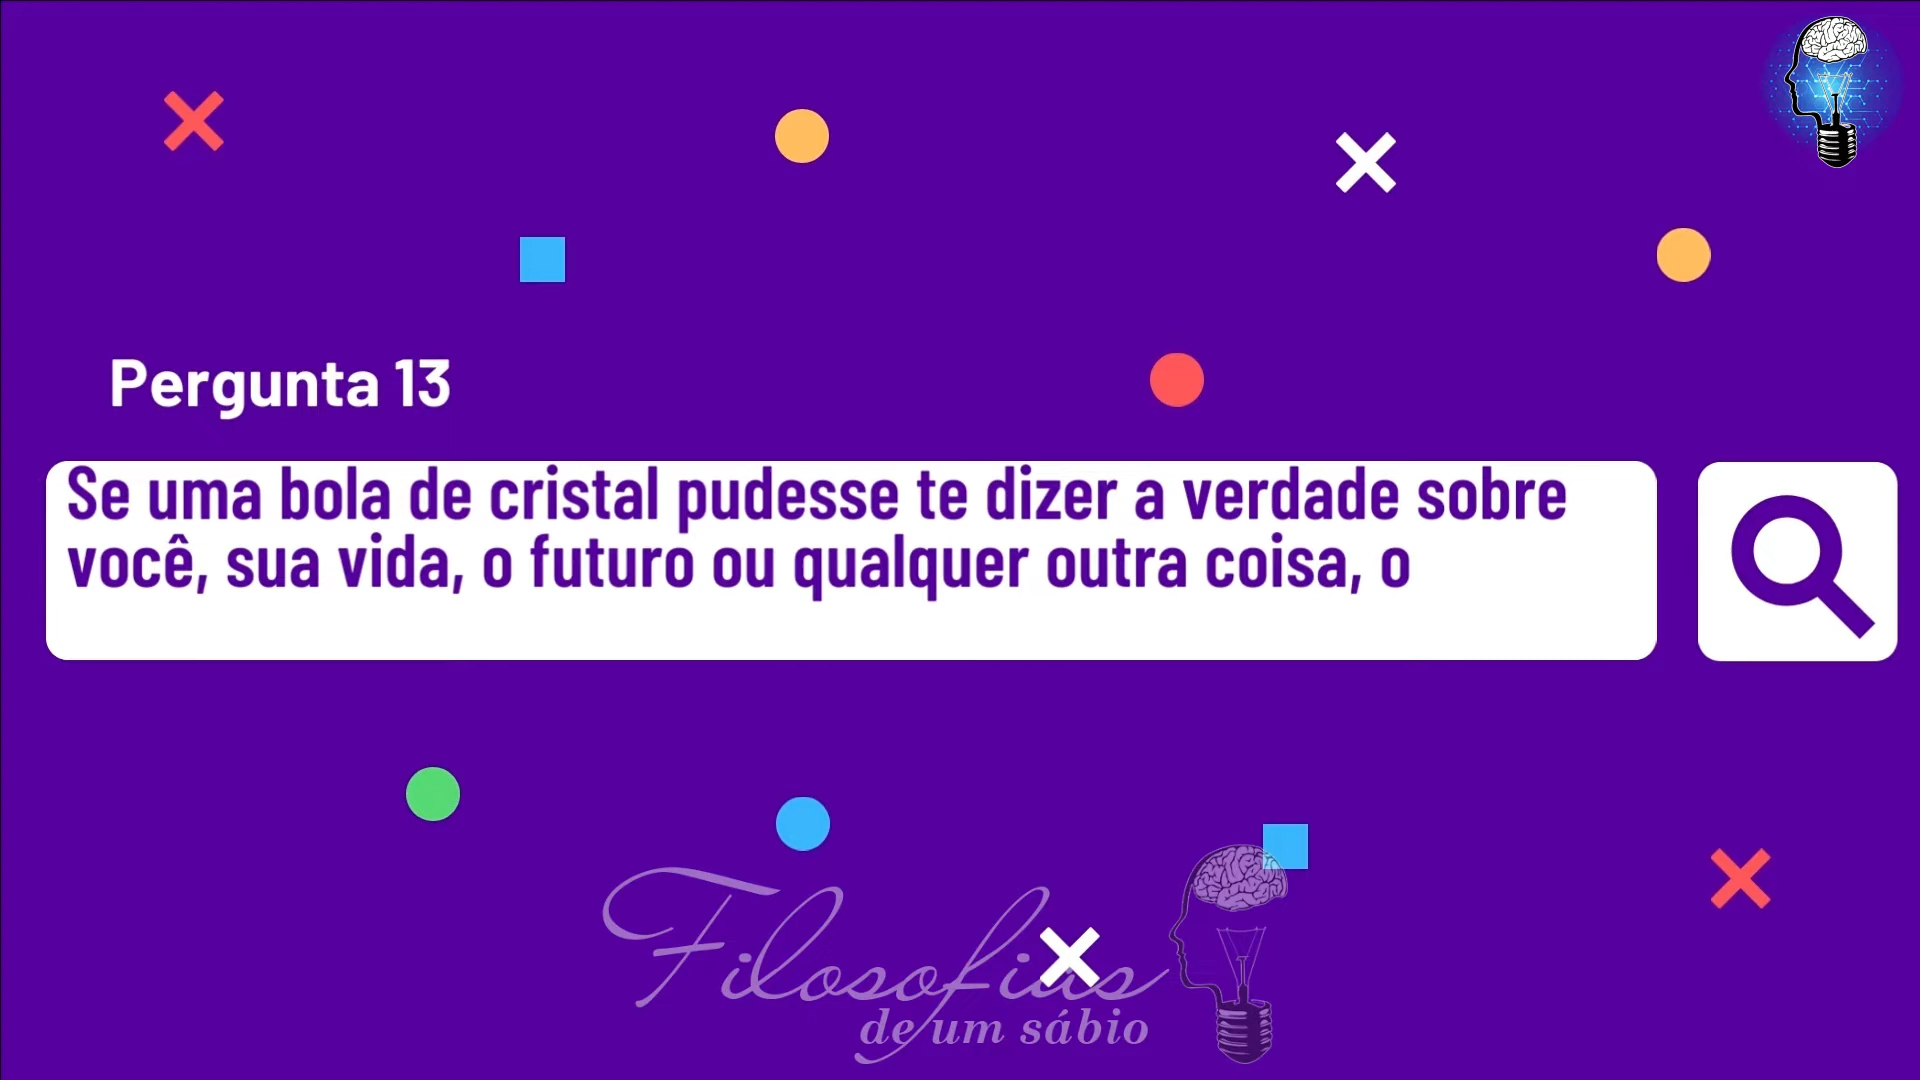 Pergunta 13
Se uma bola de cristal pudesse te dizer a verdade sobre
você, sua vida, o futuro ou qualquer outra coisa, o
Filosofias
de um sábio